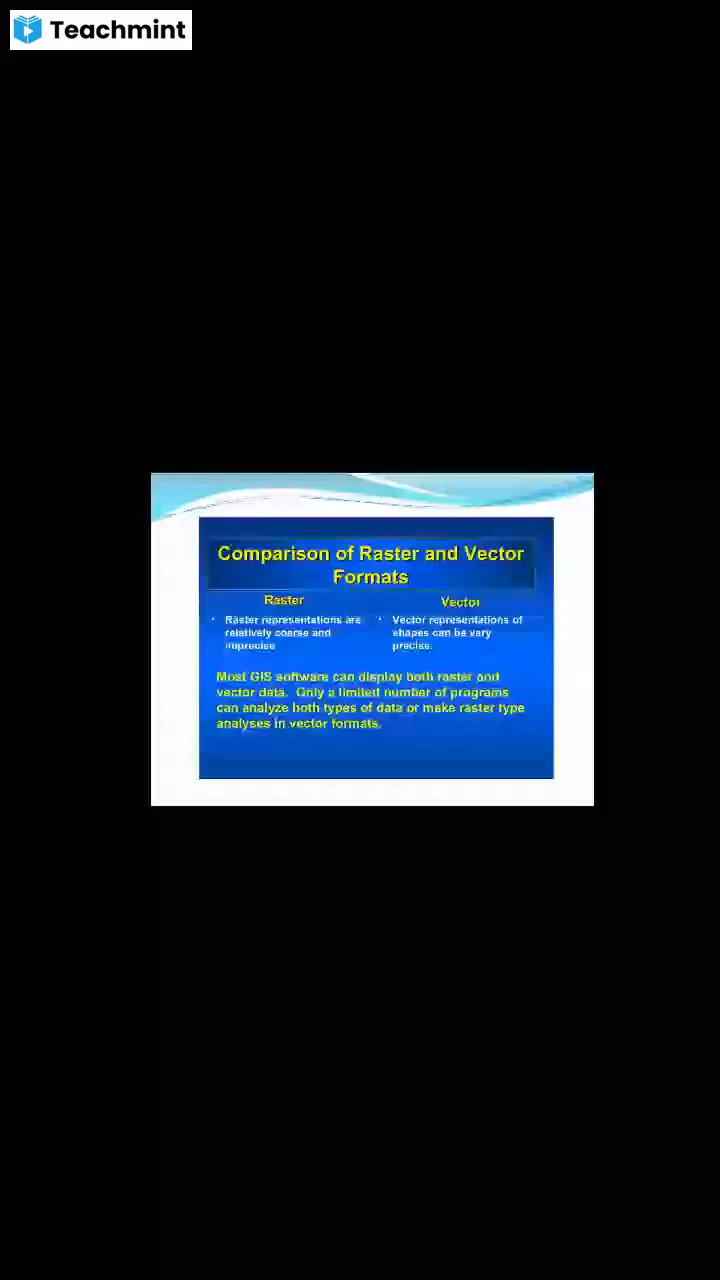 Teachmint
Comparison of Raster and Vector
Formats
Raster
• Raster representations are
relatively coarse and
imprecise
Vector
• Vector representations of
shapes can be very
precise.
Most GIS software can display both raster and
vector data. Only a limited number of programs
can analyze both types of data or make raster type
analyses in vector formats.